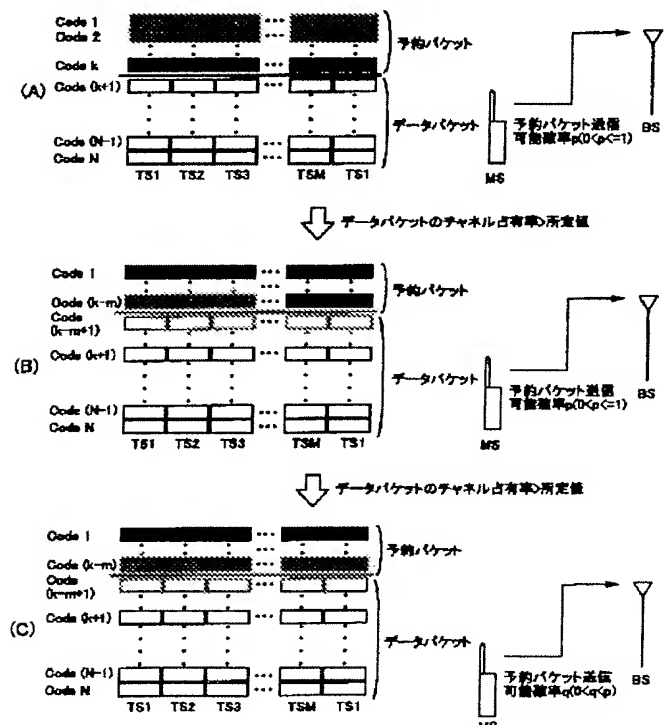 Code 1
Code 2
Code k
予約パケット
(A)
Code (k+1)
Code (N-1)
Code N
データパケット
TS1 TS2 TS3 TSM TS1
予約パケット送信
可能確率p(0<p<=1)
MS
BS
データパケットのチャネル占有率>所定値
Code 1
Code (k-m)
予約パケット
Code
(k-m+1)
(B)
Code (k+1)
Code (N-1)
Code N
データパケット
TS1 TS2 TS3 TSM TS1
予約パケット送信
可能確率p(0<p<=1)
MS
BS
データパケットのチャネル占有率>所定値
Code 1
Code (k-m)
予約パケット
Code
(k-m+1)
(C)
Code (k+1)
Code (N-1)
Code N
データパケット
TS1 TS2 TS3 TSM TS1
予約パケット送信
可能確率q(0<q<p)
MS
BS